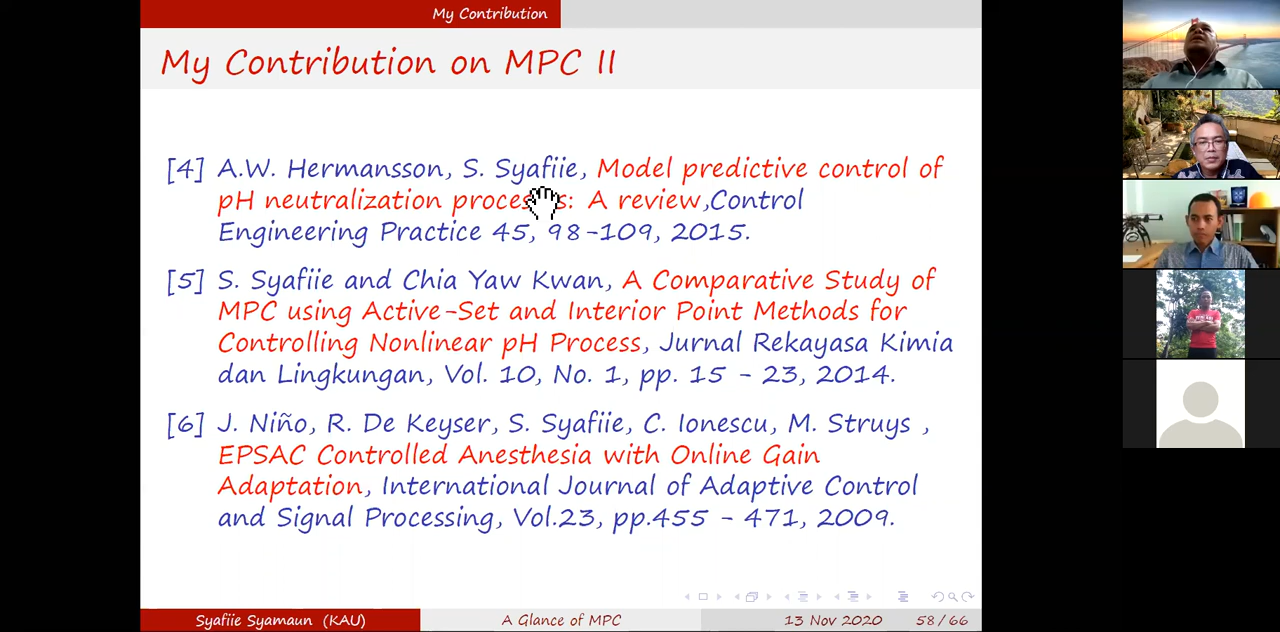 My Contribution
My Contribution on MPC II
[4] A.W. Hermansson, S. Syafiie, Model predictive control of
pH neutralization processes: A review,Control
Engineering Practice 45, 98-109, 2015.
[5] S. Syafiie and Chia Yaw Kwan, A Comparative Study of
MPC using Active-Set and Interior Point Methods for
Controlling Nonlinear pH Process, Jurnal Rekayasa Kimia
dan Lingkungan, Vol. 10, No. 1, pp. 15 - 23, 2014.
[6] J. Niño, R. De Keyser, S. Syafiie, C. Ionescu, M. Struys ,
EPSAC Controlled Anesthesia with Online Gain
Adaptation, International Journal of Adaptive Control
and Signal Processing, Vol.23, pp.455 - 471, 2009.
Syafiie Syamaun (KAU) A Glance of MPC 13 Nov 2020 58 / 66